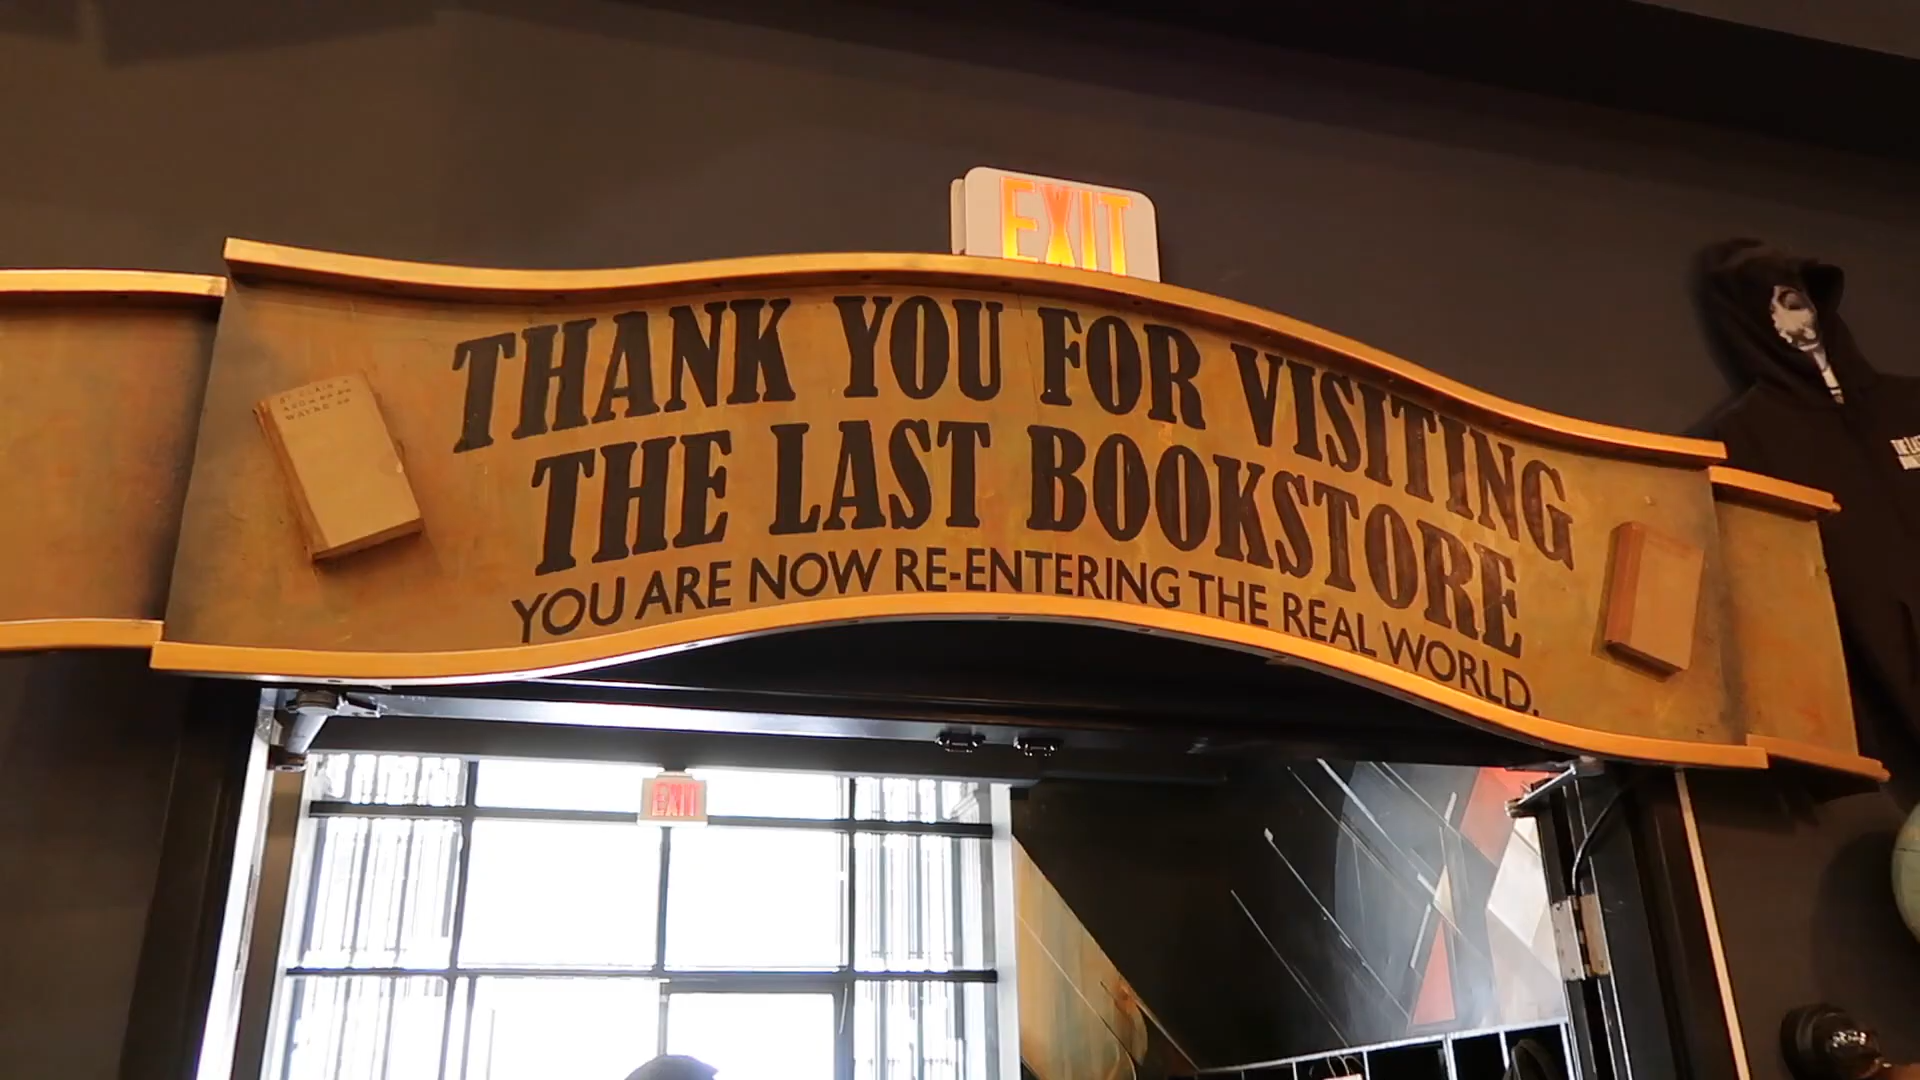 EXIT
THANK YOU FOR VISITING
THE LAST BOOKSTORE
YOU ARE NOW RE-ENTERING THE REAL WORLD.
EXIT